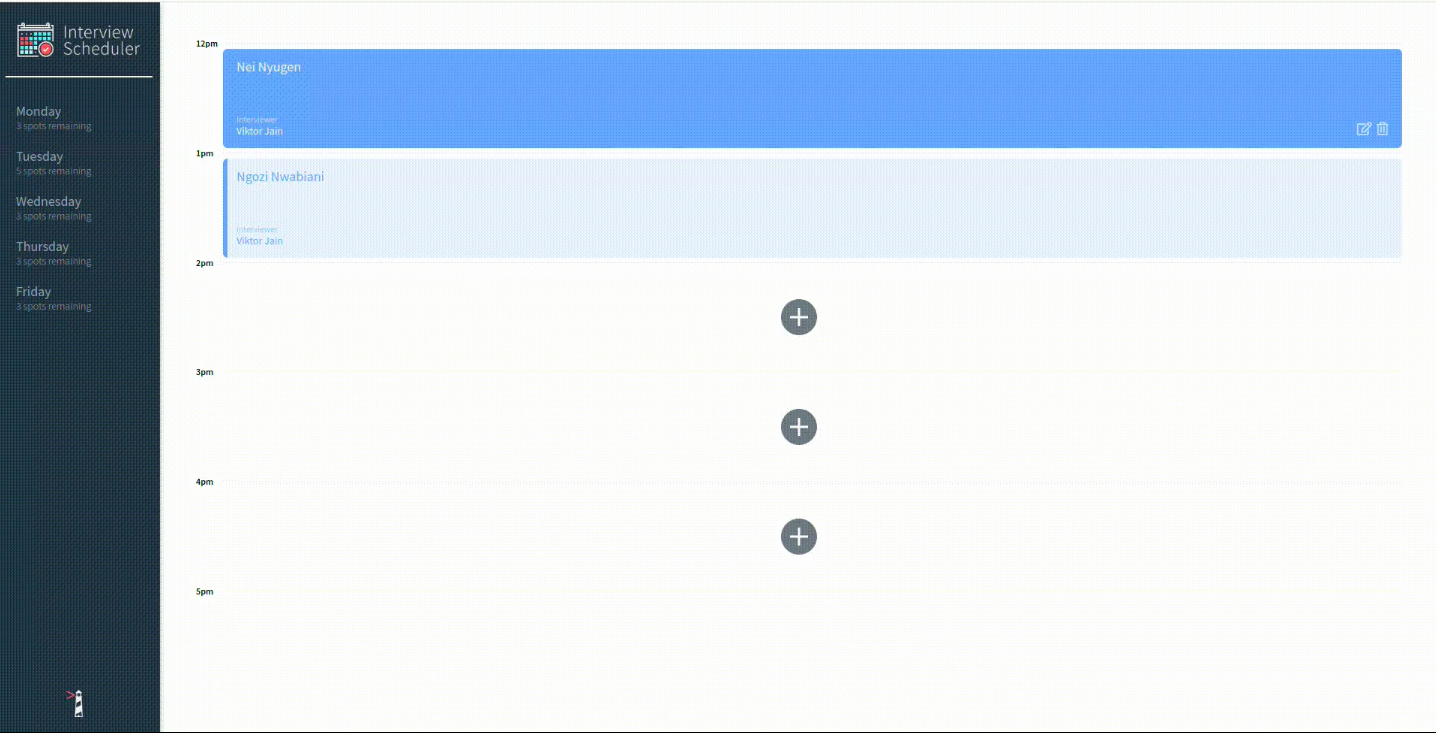 Interview
Scheduler
Monday
3 spots remaining
Tuesday
5 spots remaining
Wednesday
3 spots remaining
Thursday
3 spots remaining
Friday
3 spots remaining
12pm
Nei Nyugen
Interviewer
Viktor Jain
1pm
Ngozi Nwabiani
Interviewer
Viktor Jain
2pm
3pm
4pm
5pm